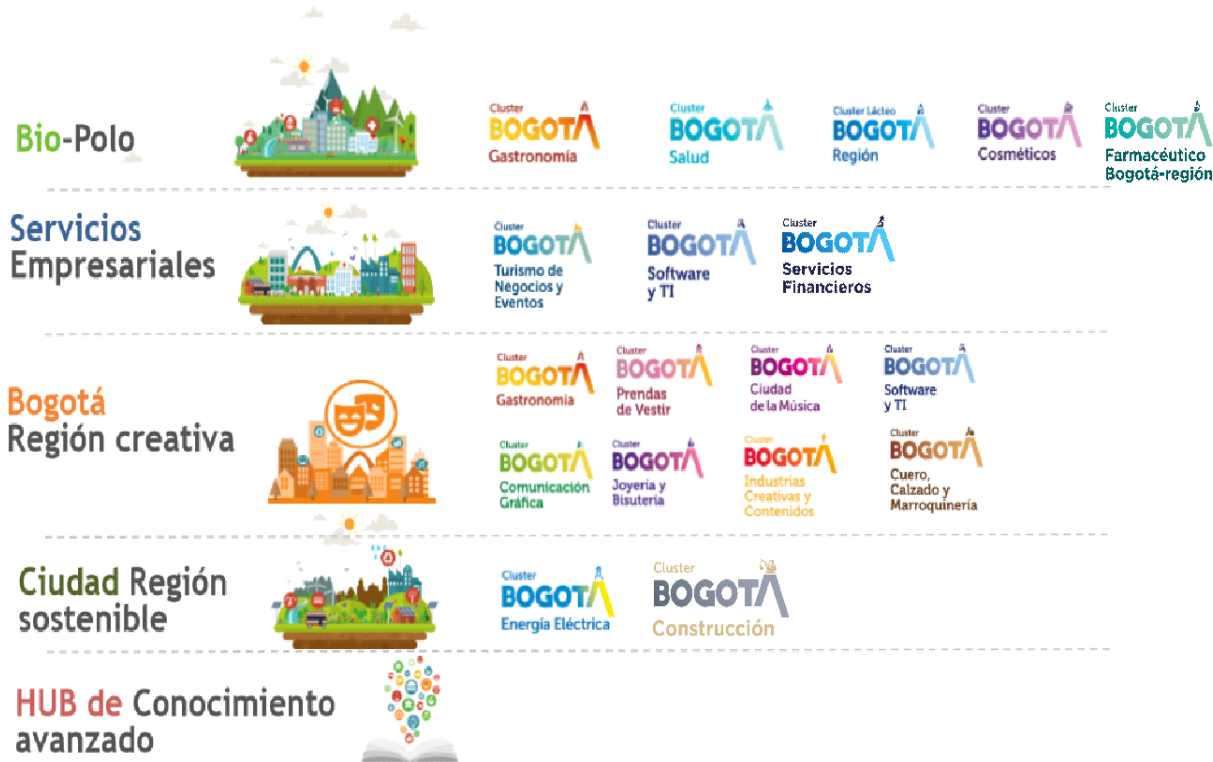 Bio-Polo
Cluster
BOGOTÁ
Gastronomía
Cluster
BOGOTÁ
Salud
Cluster Lácteo
BOGOTÁ
Región
Cluster
BOGOTÁ
Cosméticos
Cluster
BOGOTÁ
Farmacéutico
Bogotá-región
Servicios
Empresariales
Cluster
BOGOTÁ
Turismo de
Negocios y
Eventos
Cluster
BOGOTÁ
Software
y TI
Cluster
BOGOTÁ
Servicios
Financieros
Bogotá
Región creativa
Cluster
BOGOTÁ
Gastronomía
Cluster
BOGOTÁ
Prendas
de Vestir
Cluster
BOGOTÁ
Ciudad
de la Música
Cluster
BOGOTÁ
Software
y TI
Cluster
BOGOTÁ
Comunicación
Gráfica
Cluster
BOGOTÁ
Joyería y
Bisutería
Cluster
BOGOTÁ
Industrias
Creativas y
Contenidos
Cluster
BOGOTÁ
Cuero,
Calzado y
Marroquinería
Ciudad Región
sostenible
Cluster
BOGOTÁ
Energía Eléctrica
Cluster
BOGOTÁ
Construcción
HUB de Conocimiento
avanzado